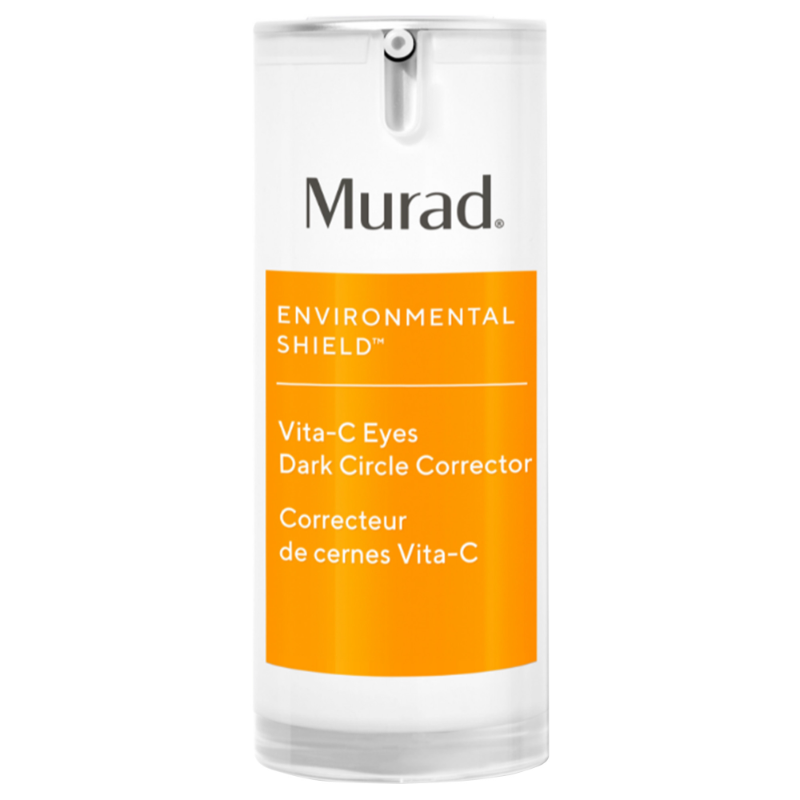 Murad®
ENVIRONMENTAL
SHIELD™
Vita-C Eyes
Dark Circle Corrector
Correcteur
de cernes Vita-C